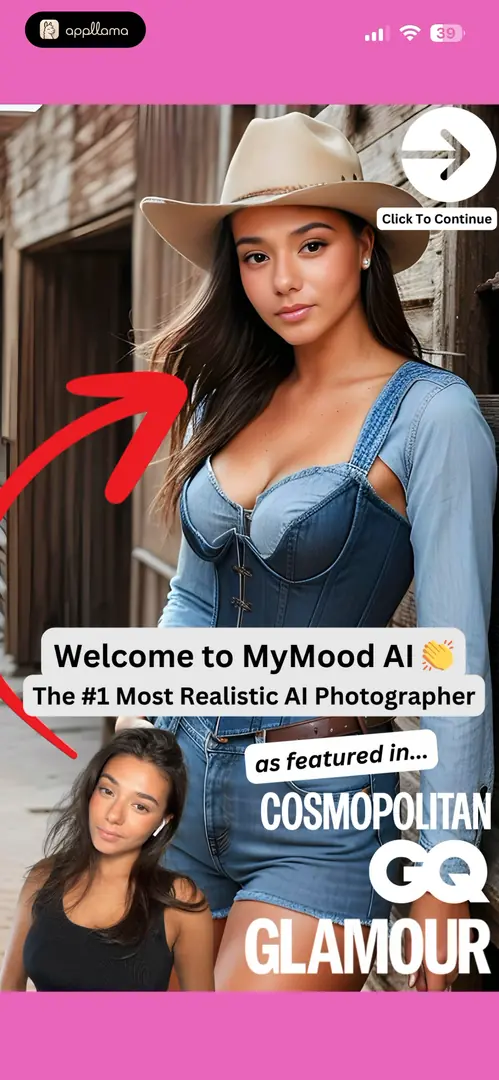 appllama
39
Click To Continue
Welcome to MyMood AI 👏
The #1 Most Realistic AI Photographer
as featured in...
COSMOPOLITAN
GQ
GLAMOUR